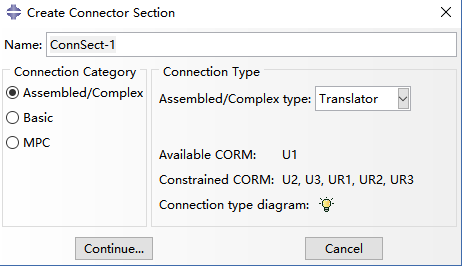 Create Connector Section
Name: ConnSect-1
Connection Category
Assembled/Complex
Basic
MPC
Connection Type
Assembled/Complex type: Translator
Available CORM: U1
Constrained CORM: U2, U3, UR1, UR2, UR3
Connection type diagram:
Continue...
Cancel